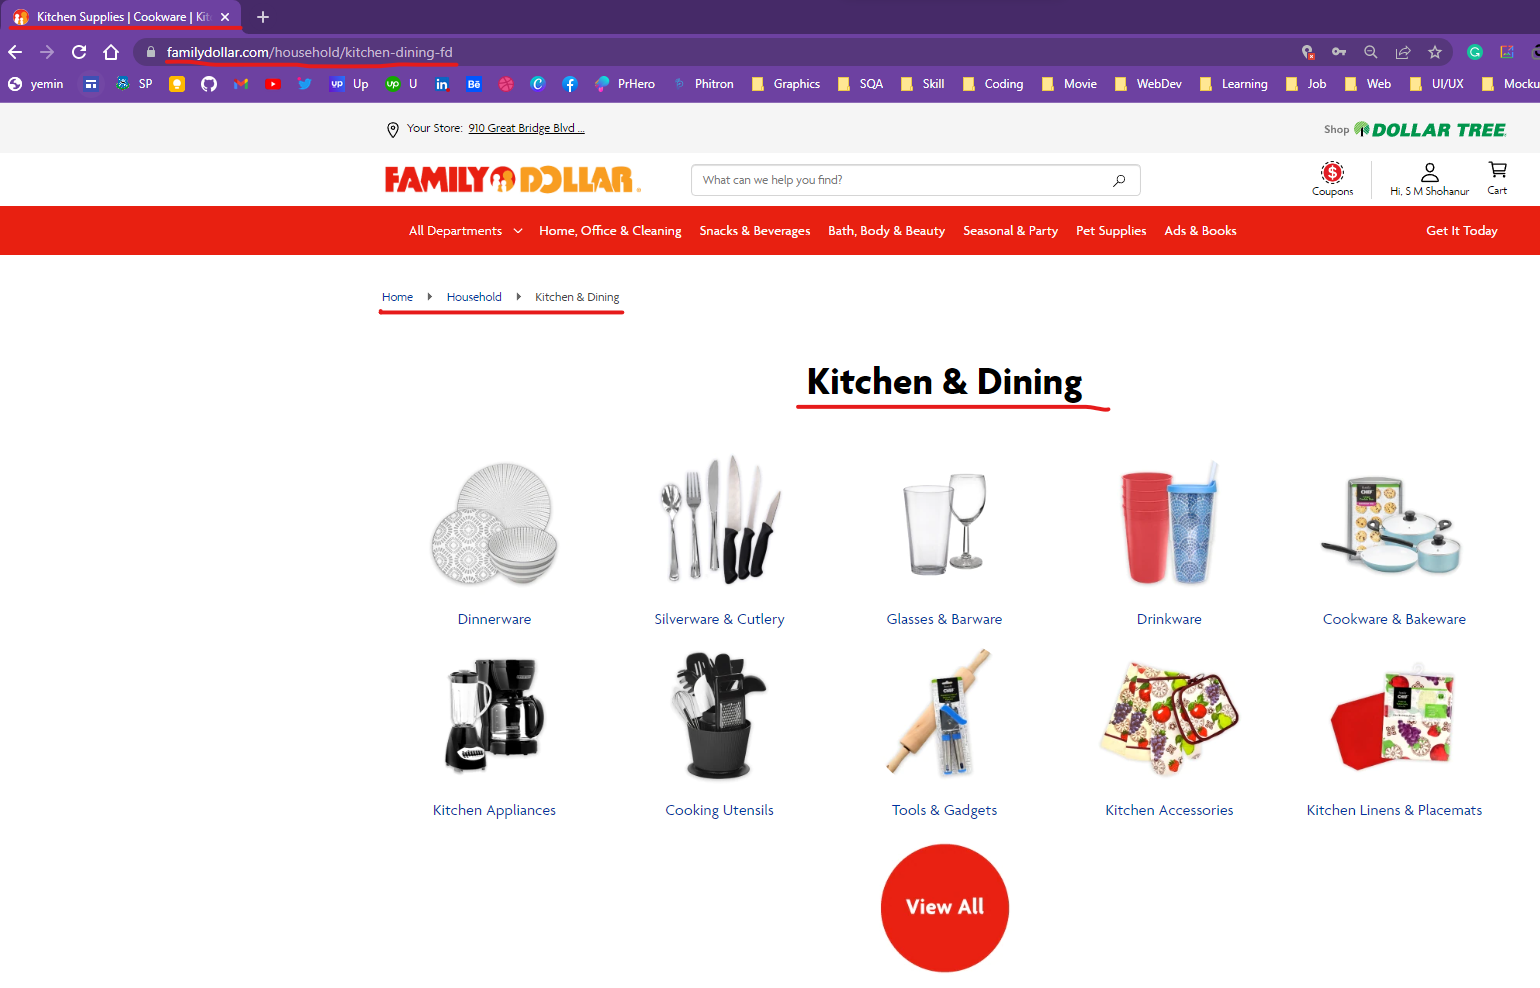 Kitchen Supplies | Cookware | Kit
familydollar.com/household/kitchen-dining-fd
yemin SP Up U PrHero Phitron Graphics SQA Skill Coding Movie WebDev Learning Job Web UI/UX Mocku
Your Store: 910 Great Bridge Blvd ...
Shop DOLLAR TREE
FAMILY DOLLAR
What can we help you find?
Coupons
Hi, S M Shohanur
Cart
All Departments Home, Office & Cleaning Snacks & Beverages Bath, Body & Beauty Seasonal & Party Pet Supplies Ads & Books Get It Today
Home Household Kitchen & Dining
Kitchen & Dining
Dinnerware Silverware & Cutlery Glasses & Barware Drinkware Cookware & Bakeware
Kitchen Appliances Cooking Utensils Tools & Gadgets Kitchen Accessories Kitchen Linens & Placemats
View All